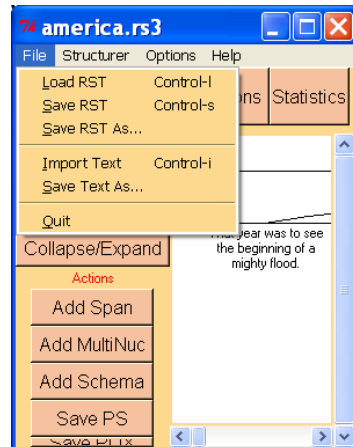 america.rs3
File Structurer Options Help
Load RST Control-l
Save RST Control-s
Save RST As...
Import Text Control-i
Save Text As...
Quit
ons
Statistics
year was to see
the beginning of a
mighty flood.
Collapse/Expand
Actions
Add Span
Add MultiNuc
Add Schema
Save PS